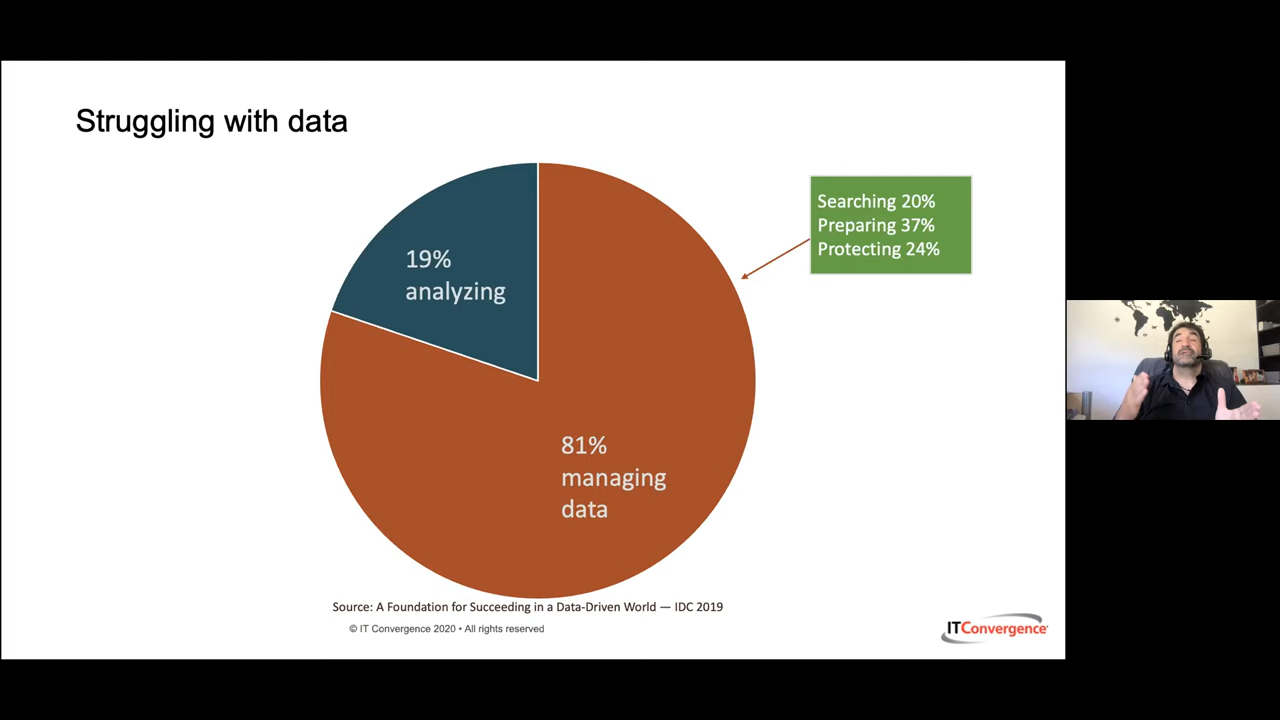 Struggling with data
19%
analyzing
Searching 20%
Preparing 37%
Protecting 24%
81%
managing
data
Source: A Foundation for Succeeding in a Data-Driven World — IDC 2019
© IT Convergence 2020 • All rights reserved
ITConvergence